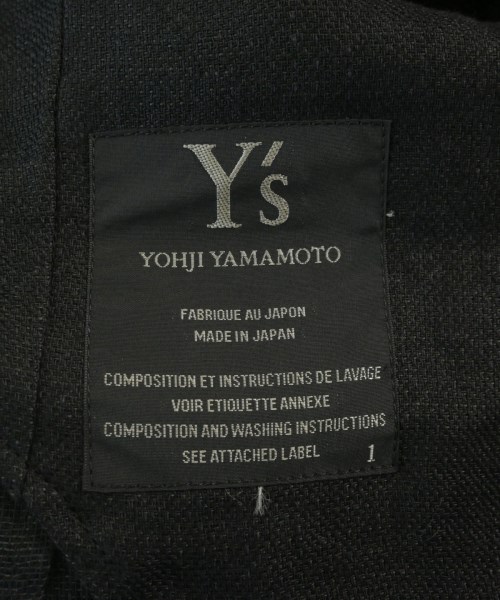 Y's
YOHJI YAMAMOTO
FABRIQUE AU JAPON
MADE IN JAPAN
COMPOSITION ET INSTRUCTIONS DE LAVAGE
VOIR ETIQUETTE ANNEXE
COMPOSITION AND WASHING INSTRUCTIONS
SEE ATTACHED LABEL 1